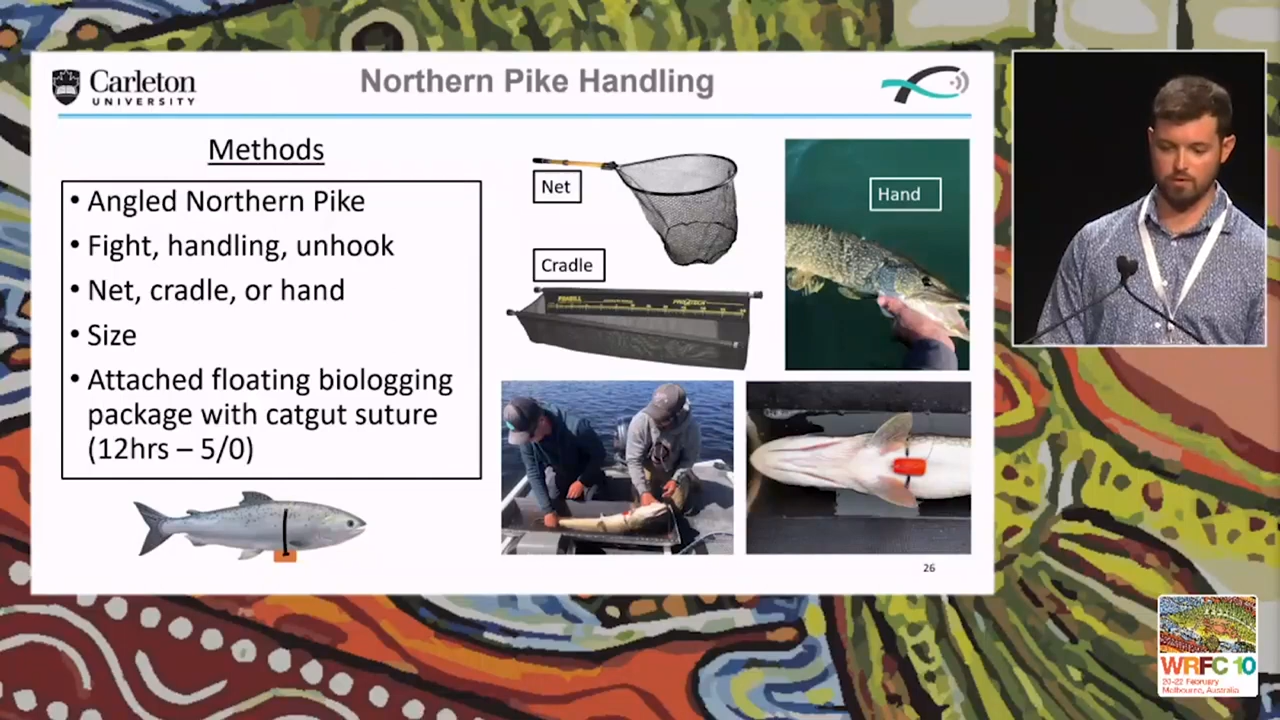 Carleton
UNIVERSITY
Northern Pike Handling
Methods
• Angled Northern Pike
• Fight, handling, unhook
• Net, cradle, or hand
• Size
• Attached floating biologging
package with catgut suture
(12hrs – 5/0)
Net
Cradle
Hand
26
WRFC 10
20-22 February
Melbourne, Australia